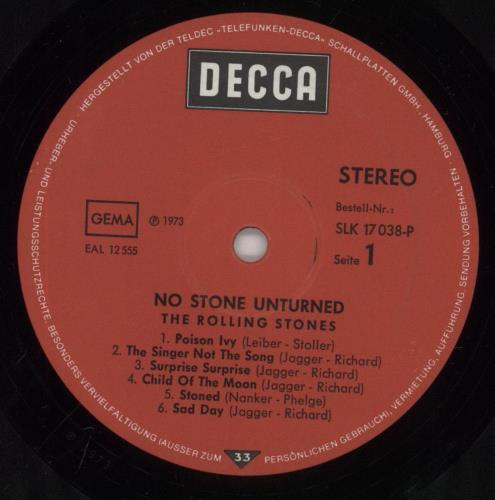 HERGESTELLT VON DER TELDEC »TELEFUNKEN-DECCA« SCHALLPLATTEN GMBH · HAMBURG ·
URHEBER- UND LEISTUNGSSCHUTZRECHTE. BESONDERS VERVIELFÄLTIGUNG (AUSSER ZUM PERSÖNLICHEN GEBRAUCH), VERMIETUNG, AUFFÜHRUNG, SENDUNG VORBEHALTEN.
DECCA
STEREO
Bestell-Nr.:
GEMA
℗ 1973
SLK 17 038-P
EAL 12 555
Seite 1
NO STONE UNTURNED
THE ROLLING STONES
1. Poison Ivy (Leiber - Stoller)
2. The Singer Not The Song (Jagger - Richard)
3. Surprise Surprise (Jagger - Richard)
4. Child Of The Moon (Jagger - Richard)
5. Stoned (Nanker - Phelge)
6. Sad Day (Jagger - Richard)
33